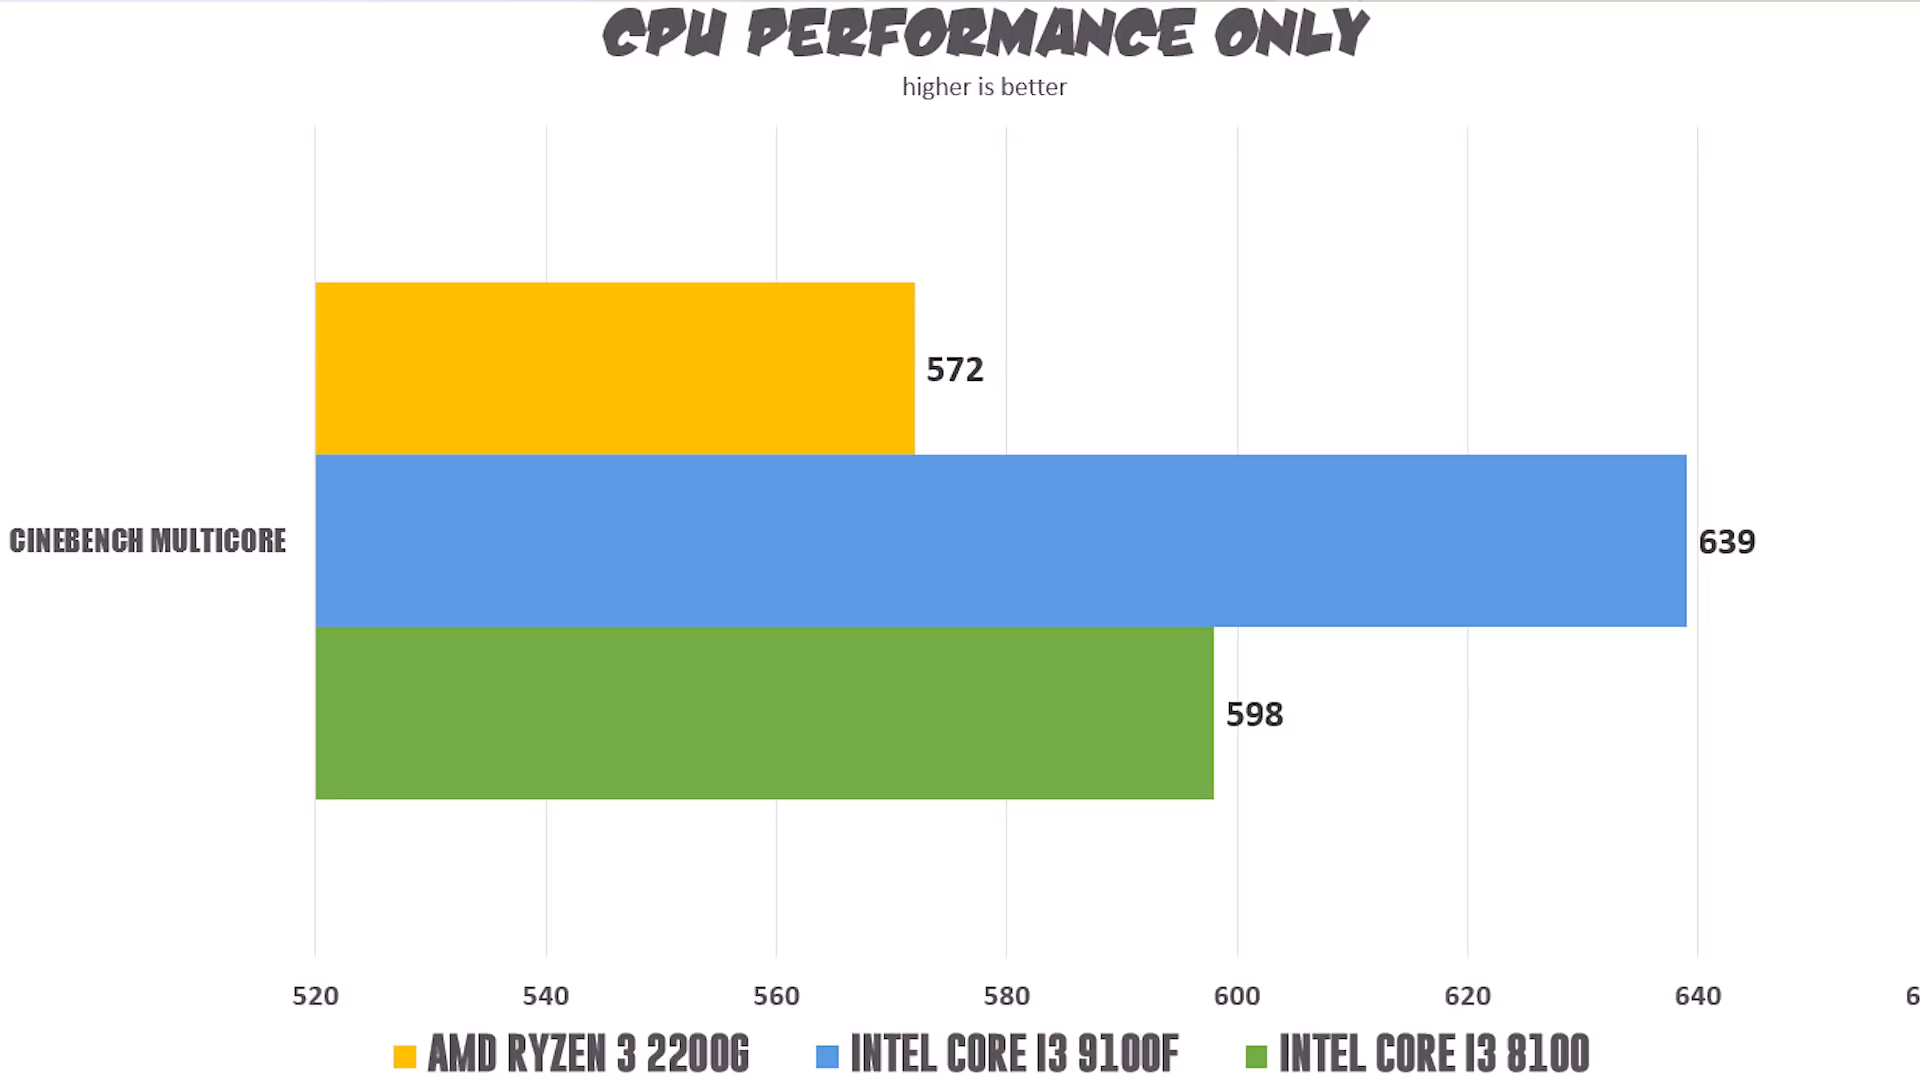 CPU PERFORMANCE ONLY
higher is better
572
CINEBENCH MULTICORE
639
598
520 540 560 580 600 620 640
AMD RYZEN 3 2200G INTEL CORE I3 9100F INTEL CORE I3 8100